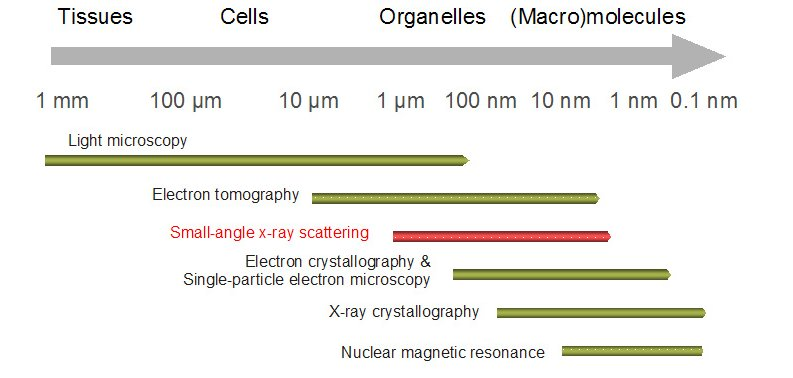 Tissues Cells Organelles (Macro)molecules
1 mm 100 µm 10 µm 1 µm 100 nm 10 nm 1 nm 0.1 nm
Light microscopy
Electron tomography
Small-angle x-ray scattering
Electron crystallography &
Single-particle electron microscopy
X-ray crystallography
Nuclear magnetic resonance